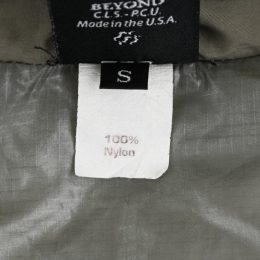 BEYOND
C.L.S.-P.C.U.
Made in the U.S.A.
S
100%
Nylon